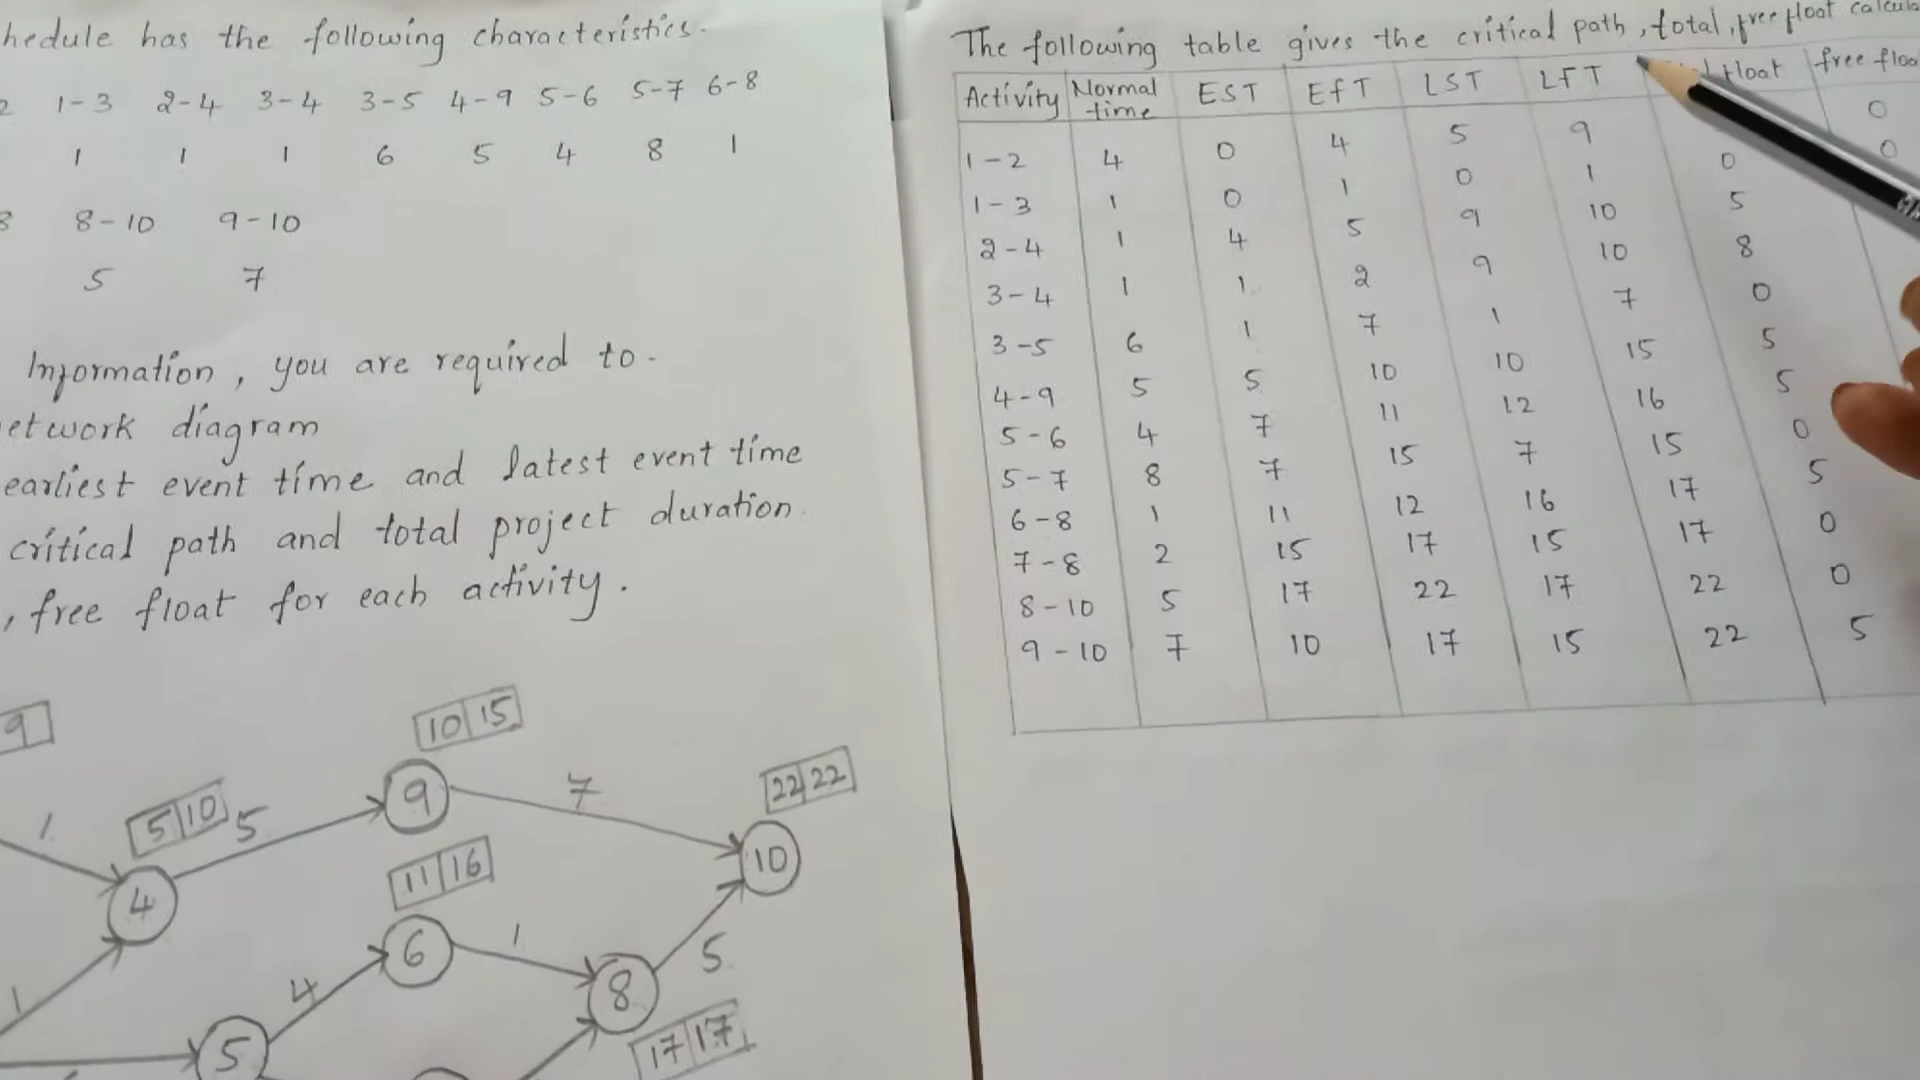 hedule has the following characteristics.
2 1-3 2-4 3-4 3-5 4-9 5-6 5-7 6-8
1 1 1 6 5 4 8 1
8 8-10 9-10
5 7
Information, you are required to -
etwork diagram
earliest event time and latest event time
critical path and total project duration.
, free float for each activity.
9
10 15
22 22
1 5 10 5 9 7
11 16 10
4 6 1
1 4 8 5
5 17 17
The following table gives the critical path, total, free float calcula
Activity Normal time EST EfT LST LFT float free floa
1-2 4 0 4 5 9 0
1-3 1 0 1 0 1 0 0
2-4 1 4 5 9 10 5
3-4 1 1 2 9 10 8
3-5 6 1 7 1 7 0
4-9 5 5 10 10 15 5
5-6 4 7 11 12 16 5
5-7 8 7 15 7 15 0
6-8 1 11 12 16 17 5
7-8 2 15 17 15 17 0
8-10 5 17 22 17 22 0
9-10 7 10 17 15 22 5